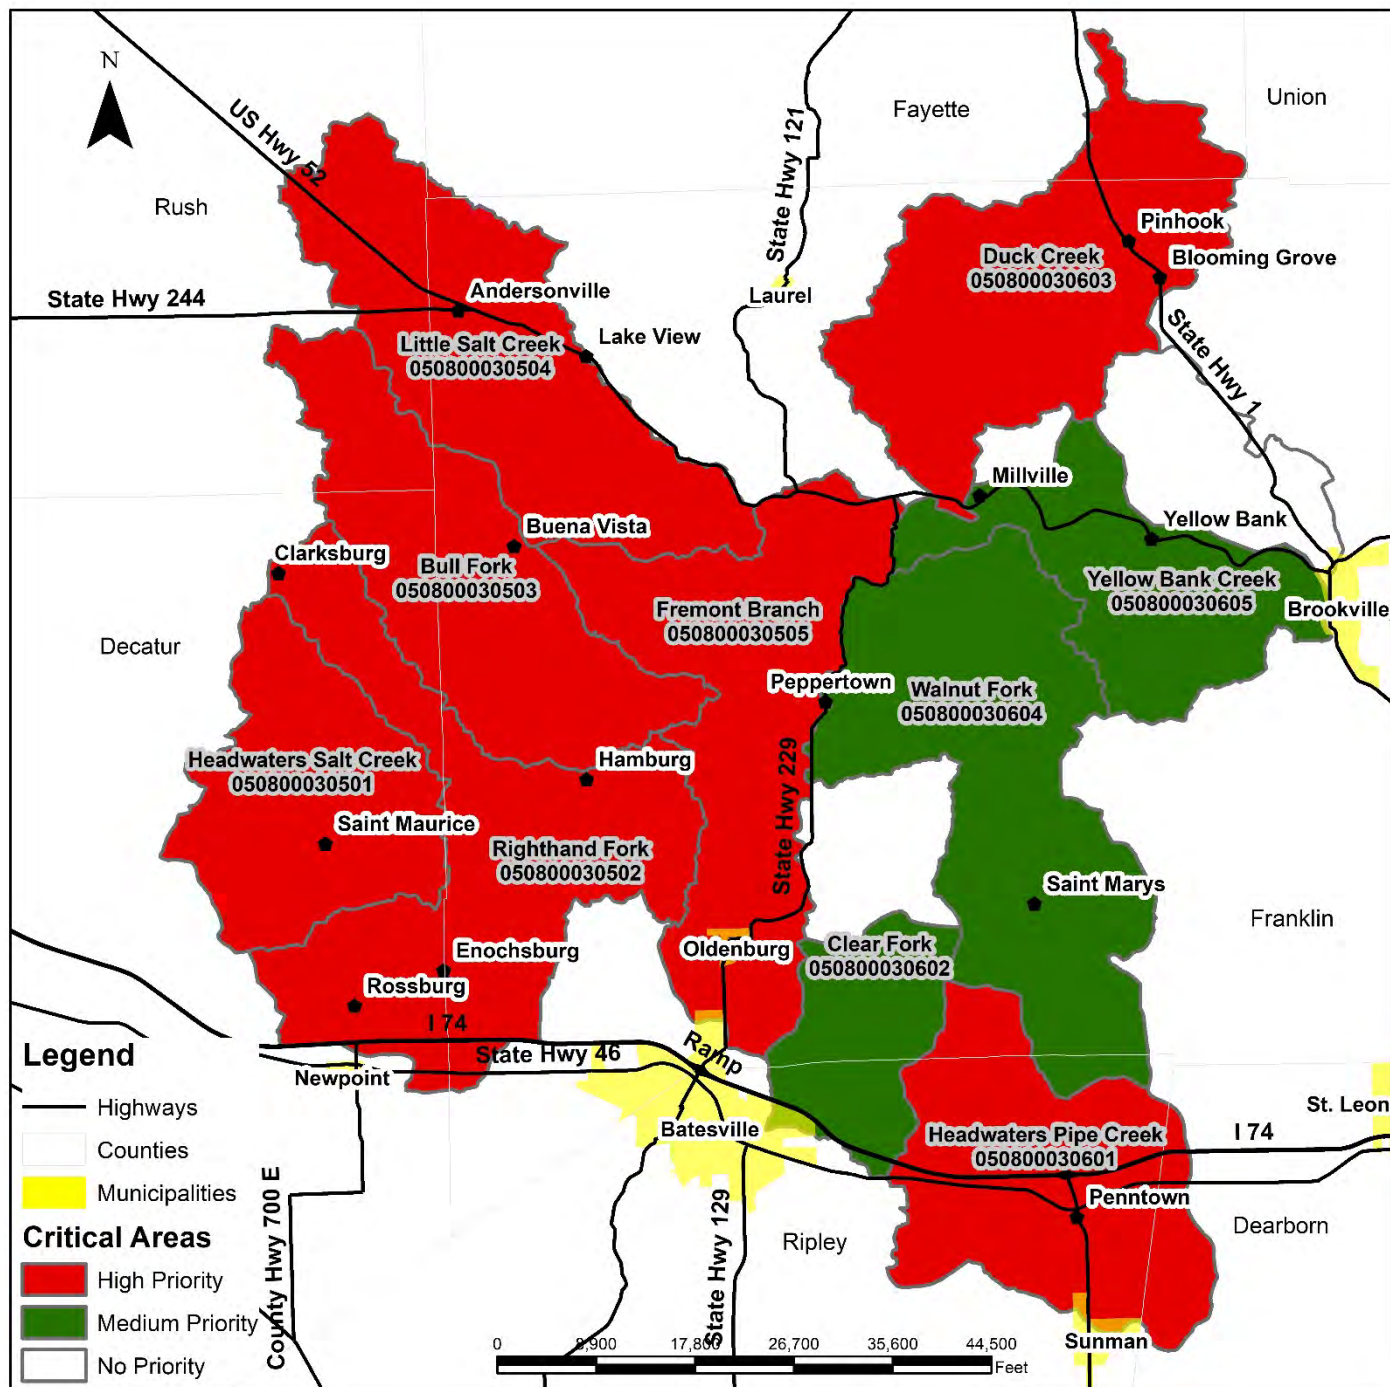 N
Fayette
Union
US Hwy 52
State Hwy 121
Rush
Pinhook
Duck Creek
050800030603
Blooming Grove
State Hwy 244
Andersonville
Laurel
Little Salt Creek
050800030504
Lake View
State Hwy 1
Millville
Buena Vista
Yellow Bank
Clarksburg
Bull Fork
050800030503
Fremont Branch
050800030505
Yellow Bank Creek
050800030605
Brookville
Decatur
Peppertown
Walnut Fork
050800030604
Headwaters Salt Creek
050800030501
Hamburg
State Hwy 229
Saint Maurice
Righthand Fork
050800030502
Saint Marys
Franklin
Oldenburg
Clear Fork
050800030602
Enochsburg
Rossburg
I 74
State Hwy 46
Ramp
Newpoint
Batesville
St. Leon
I 74
Headwaters Pipe Creek
050800030601
Penntown
Dearborn
Ripley
County Hwy 700 E
State Hwy 129
Sunman
Legend
Highways
Counties
Municipalities
Critical Areas
High Priority
Medium Priority
No Priority
0 8,900 17,800 26,700 35,600 44,500
Feet